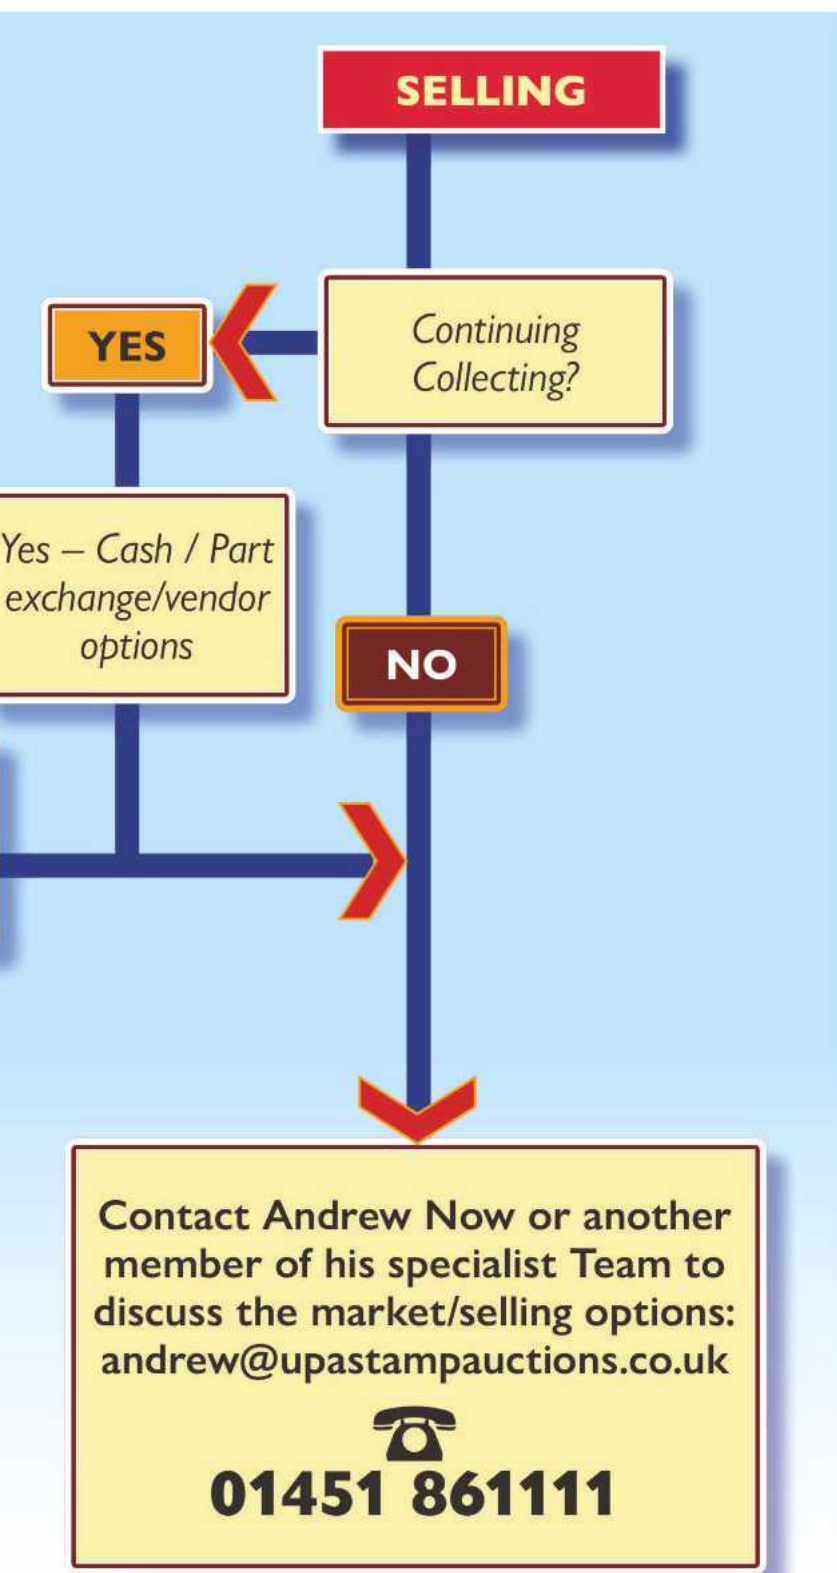 SELLING
Continuing
Collecting?
YES
Yes – Cash / Part
exchange/vendor
options
NO
Contact Andrew Now or another
member of his specialist Team to
discuss the market/selling options:
andrew@upastampauctions.co.uk
01451 861111